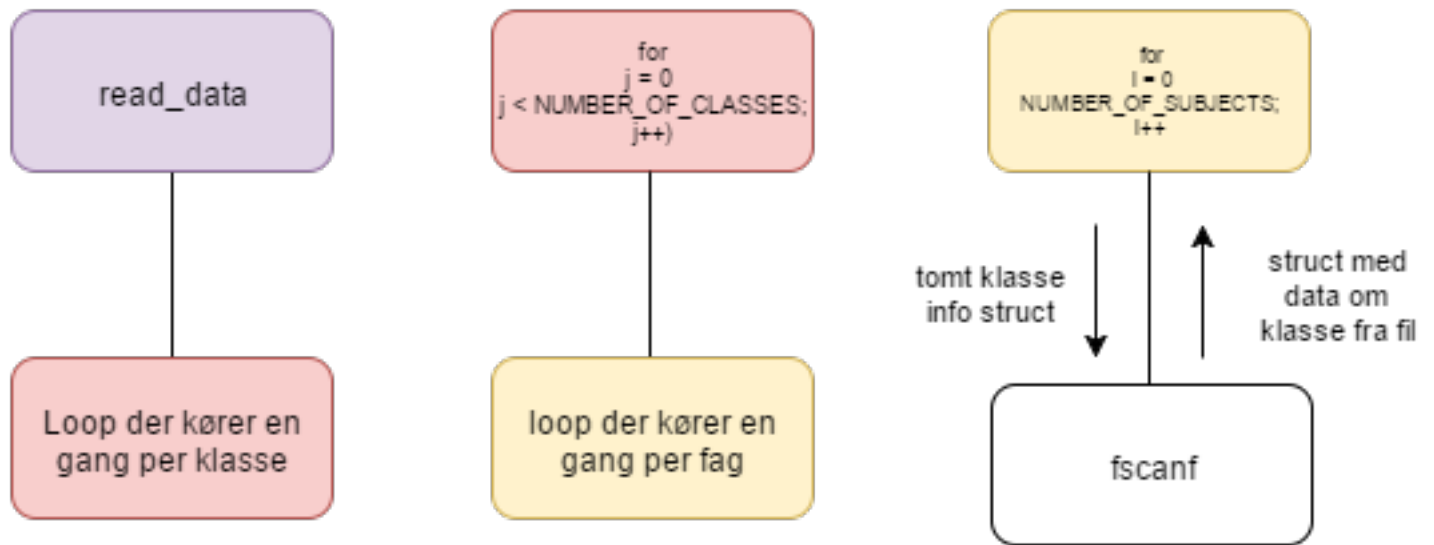 read_data
Loop der kører en
gang per klasse
for
j = 0
j < NUMBER_OF_CLASSES;
j++)
loop der kører en
gang per fag
for
l = 0
NUMBER_OF_SUBJECTS;
l++
tomt klasse
info struct
struct med
data om
klasse fra fil
fscanf